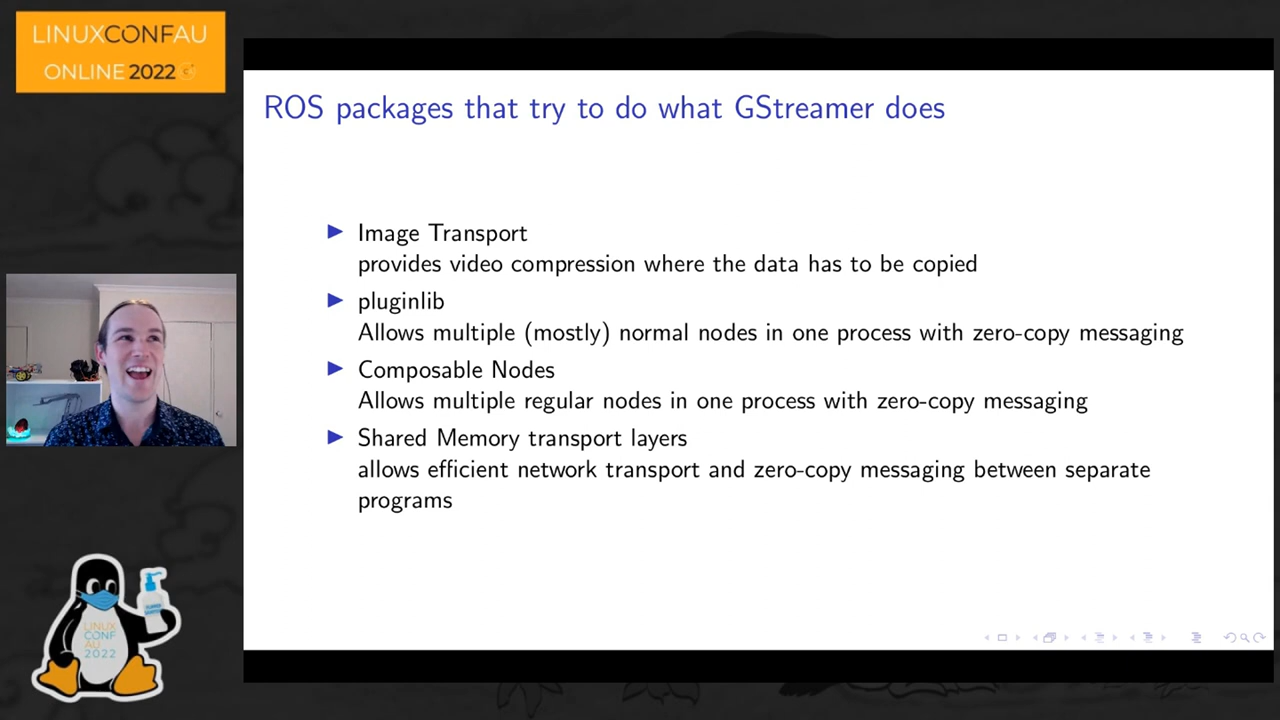 LINUXCONFAU
ONLINE 2022
ROS packages that try to do what GStreamer does
Image Transport
provides video compression where the data has to be copied
pluginlib
Allows multiple (mostly) normal nodes in one process with zero-copy messaging
Composable Nodes
Allows multiple regular nodes in one process with zero-copy messaging
Shared Memory transport layers
allows efficient network transport and zero-copy messaging between separate
programs
LINUX
CONF
AU
2022